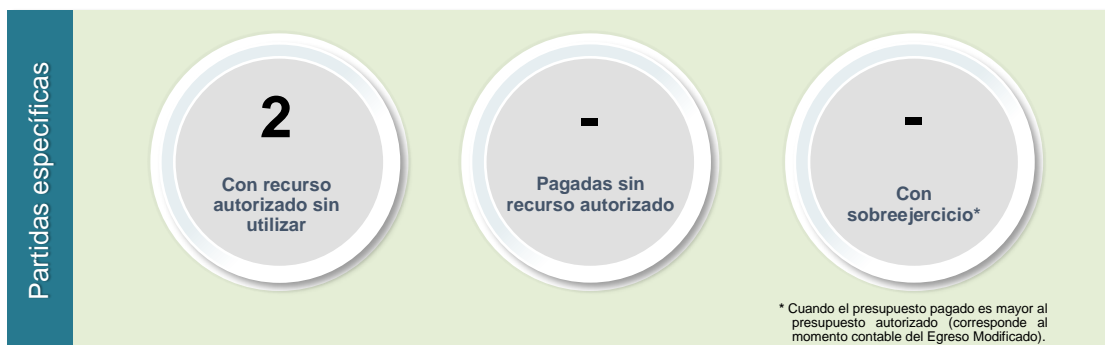 Partidas específicas
2
Con recurso
autorizado sin
utilizar
-
Pagadas sin
recurso autorizado
-
Con
sobreejercicio*
* Cuando el presupuesto pagado es mayor al
presupuesto autorizado (corresponde al
momento contable del Egreso Modificado).